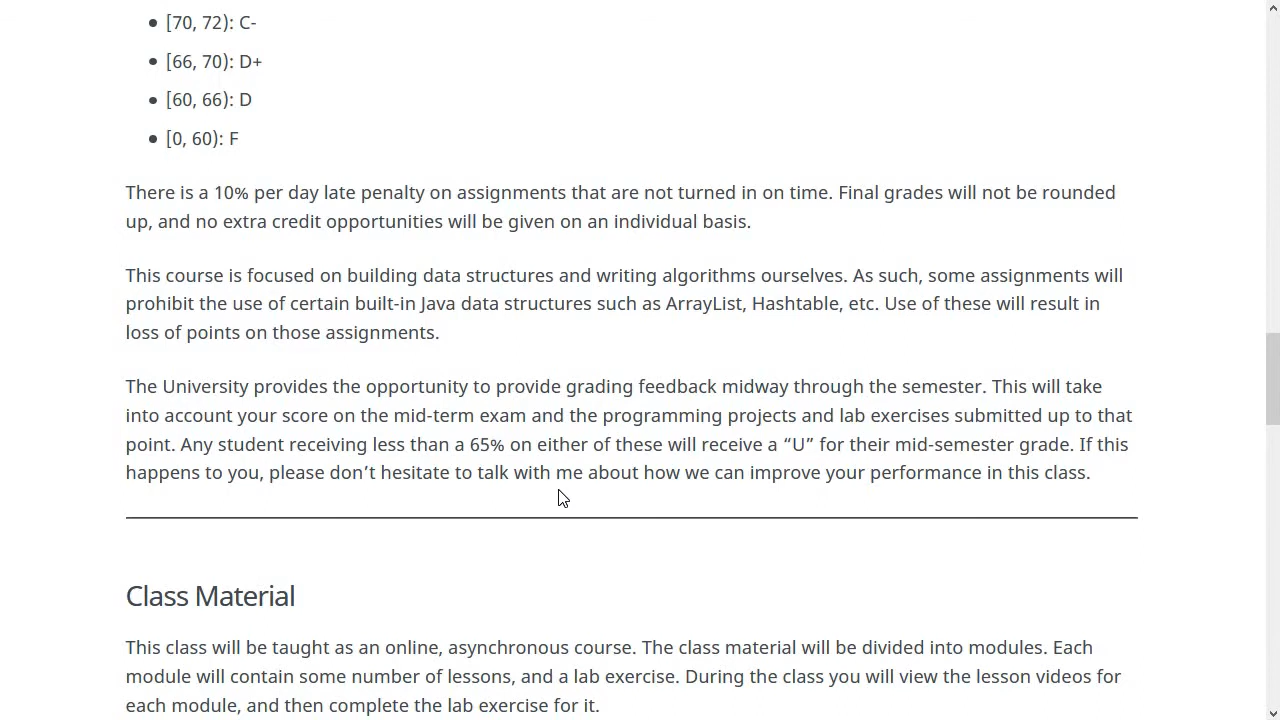 [70, 72): C-
[66, 70): D+
[60, 66): D
[0, 60): F
There is a 10% per day late penalty on assignments that are not turned in on time. Final grades will not be rounded
up, and no extra credit opportunities will be given on an individual basis.
This course is focused on building data structures and writing algorithms ourselves. As such, some assignments will
prohibit the use of certain built-in Java data structures such as ArrayList, Hashtable, etc. Use of these will result in
loss of points on those assignments.
The University provides the opportunity to provide grading feedback midway through the semester. This will take
into account your score on the mid-term exam and the programming projects and lab exercises submitted up to that
point. Any student receiving less than a 65% on either of these will receive a “U” for their mid-semester grade. If this
happens to you, please don’t hesitate to talk with me about how we can improve your performance in this class.
Class Material
This class will be taught as an online, asynchronous course. The class material will be divided into modules. Each
module will contain some number of lessons, and a lab exercise. During the class you will view the lesson videos for
each module, and then complete the lab exercise for it.